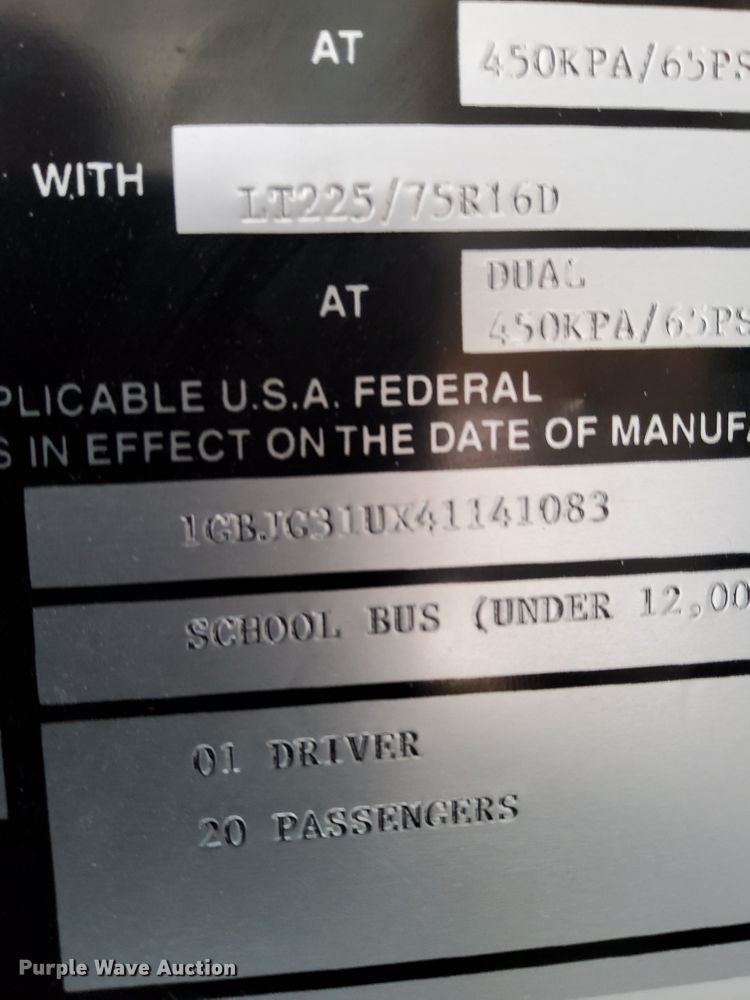 AT 450KPA/65PS
WITH LT225/75R16D
AT DUAL
450KPA/65PS
PLICABLE U.S.A. FEDERAL
S IN EFFECT ON THE DATE OF MANUFA
1GBJG31UX41141083
SCHOOL BUS (UNDER 12,00
01 DRIVER
20 PASSENGERS
Purple Wave Auction